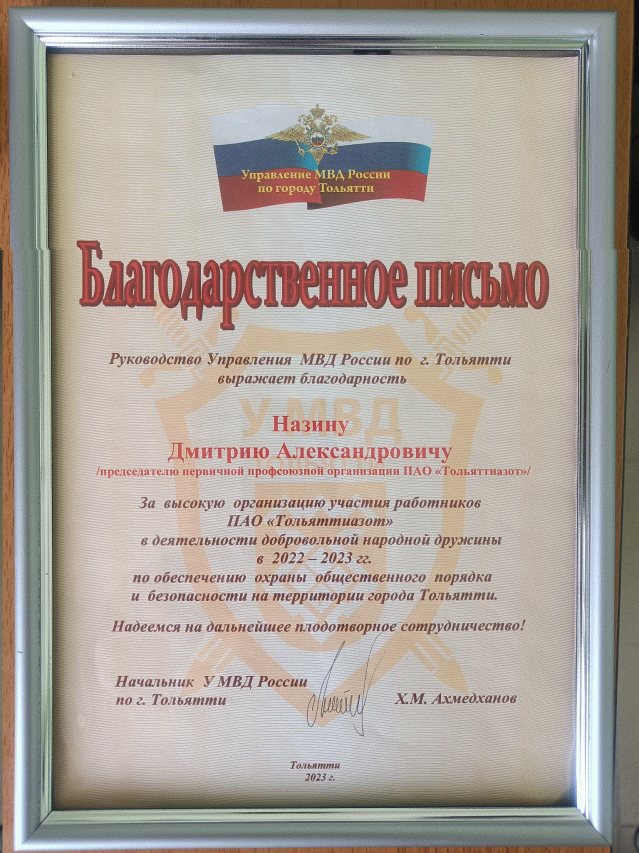 Управление МВД России
по городу Тольятти
Благодарственное письмо
Руководство Управления МВД России по г. Тольятти
выражает благодарность
УМВД
Назину
Дмитрию Александровичу
/председателю первичной профсоюзной организации ПАО «Тольяттиазот»/
За высокую организацию участия работников
ПАО «Тольяттиазот»
в деятельности добровольной народной дружины
в 2022 – 2023 гг.
по обеспечению охраны общественного порядка
и безопасности на территории города Тольятти.
Надеемся на дальнейшее плодотворное сотрудничество!
Начальник У МВД России
по г. Тольятти
Х.М. Ахмедханов
Тольятти
2023 г.